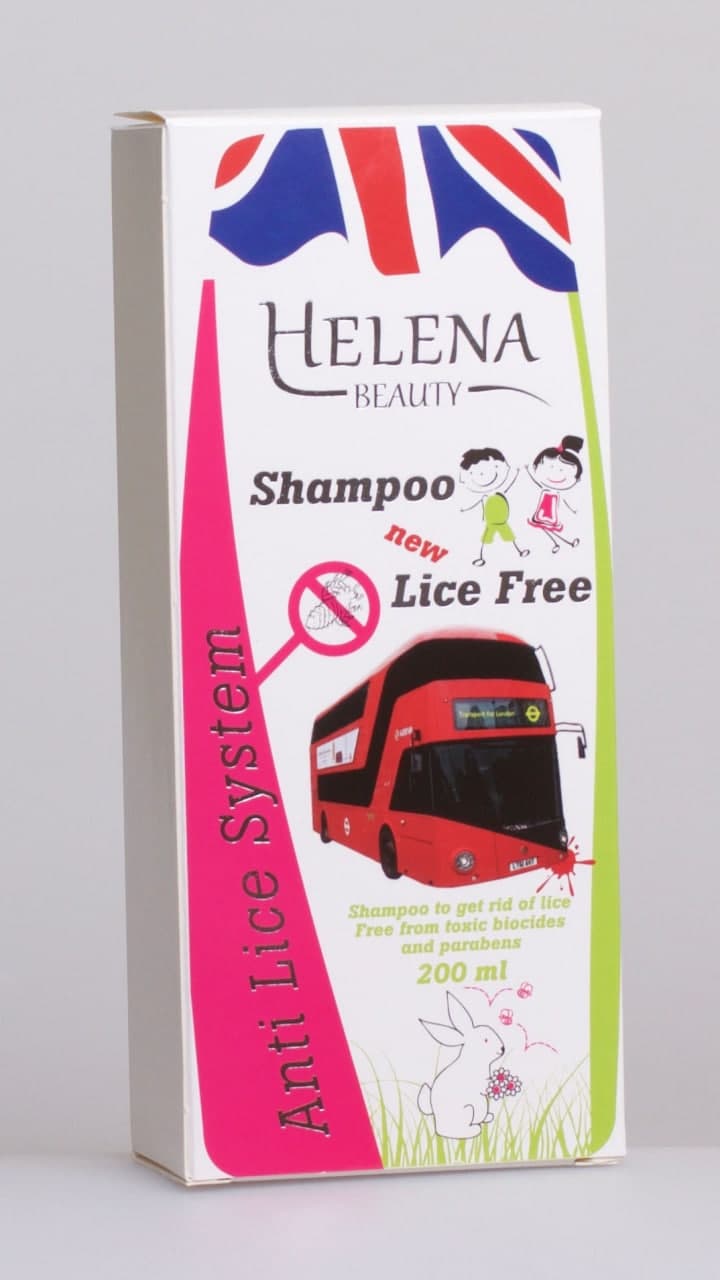 HELENA
BEAUTY
Shampoo
new
Lice Free
Anti Lice System
Transport for London
Shampoo to get rid of lice
Free from toxic biocides
and parabens
200 ml